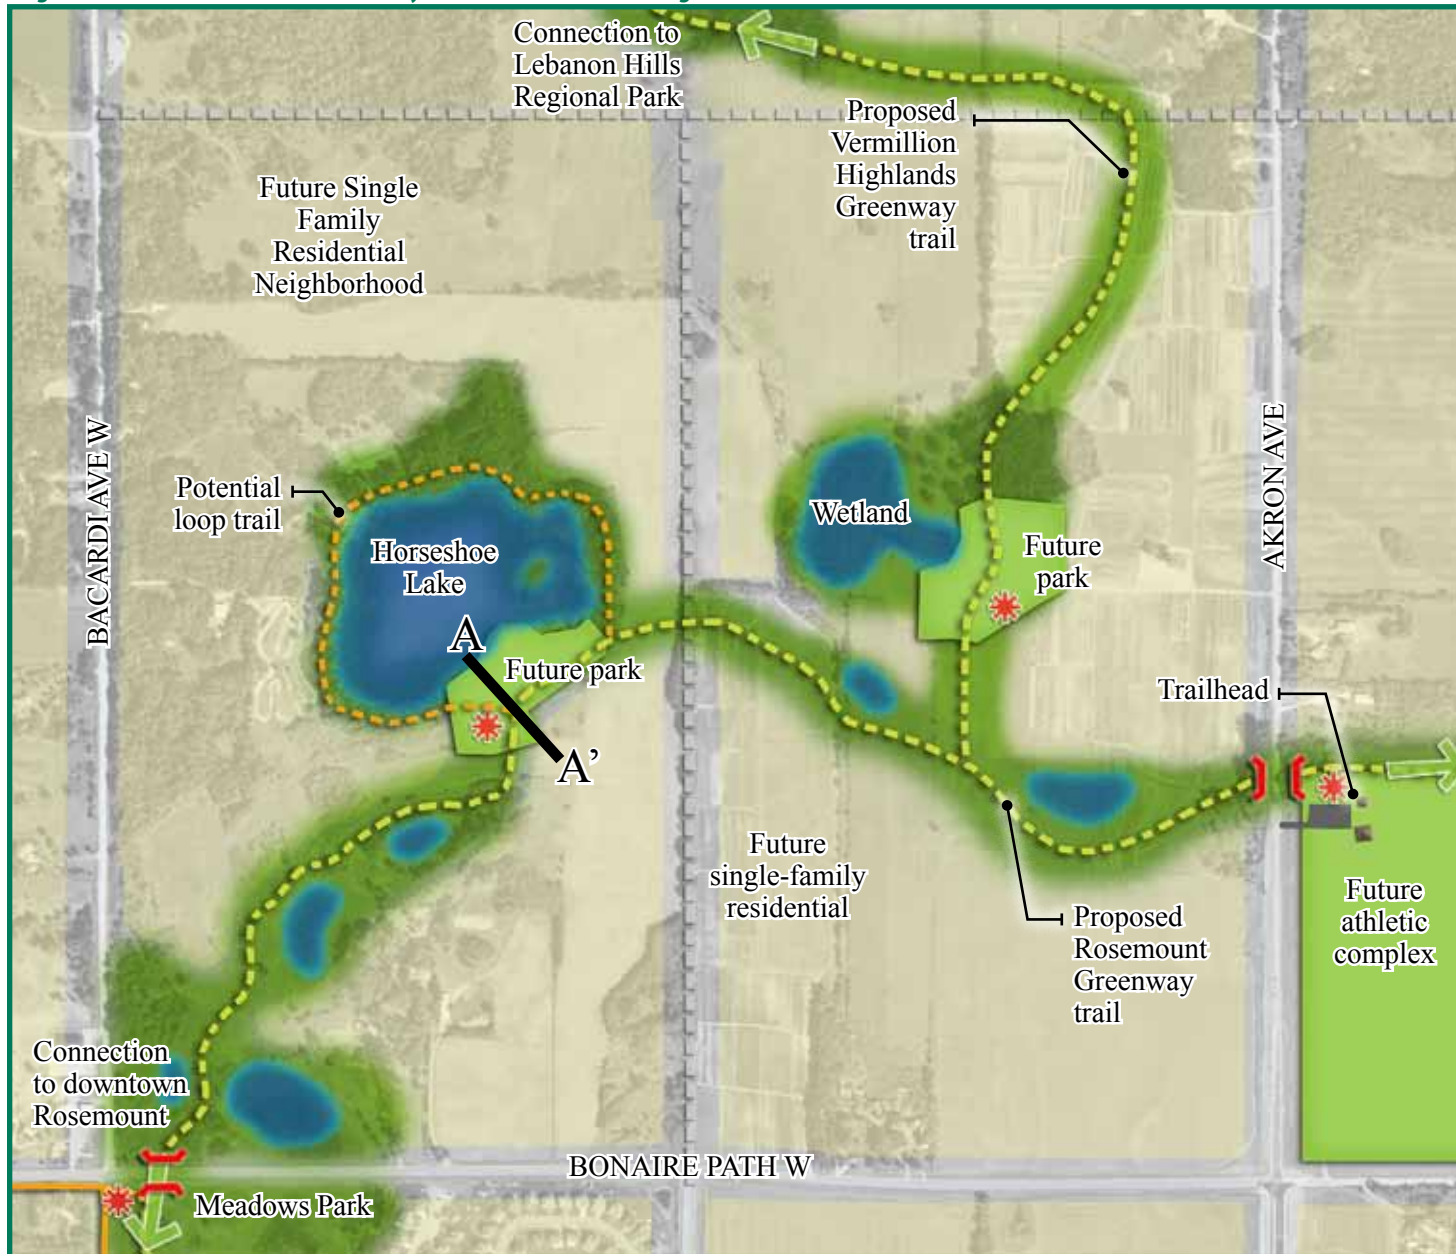 Connection to
Lebanon Hills
Regional Park
Proposed
Vermillion
Highlands
Greenway
trail
Future Single
Family
Residential
Neighborhood
BACARDI AVE W
Potential
loop trail
Horseshoe
Lake
Wetland
Future
park
AKRON AVE
A
Future park
A’
Trailhead
Future
single-family
residential
Proposed
Rosemount
Greenway
trail
Future
athletic
complex
Connection
to downtown
Rosemount
BONAIRE PATH W
Meadows Park